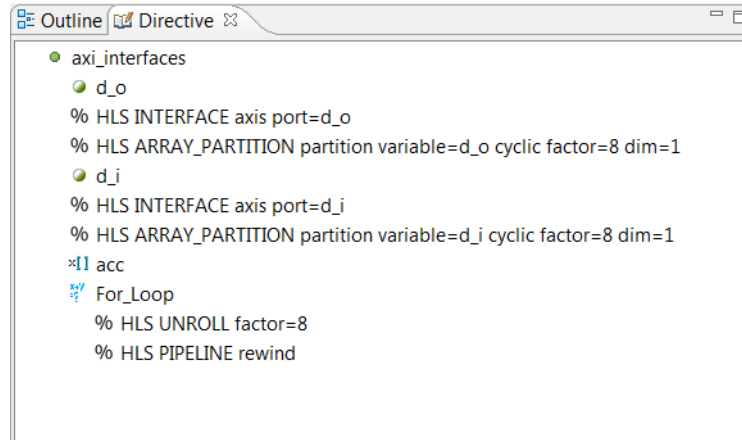 Outline Directive
axi_interfaces
d_o
% HLS INTERFACE axis port=d_o
% HLS ARRAY_PARTITION partition variable=d_o cyclic factor=8 dim=1
d_i
% HLS INTERFACE axis port=d_i
% HLS ARRAY_PARTITION partition variable=d_i cyclic factor=8 dim=1
×[] acc
For_Loop
% HLS UNROLL factor=8
% HLS PIPELINE rewind